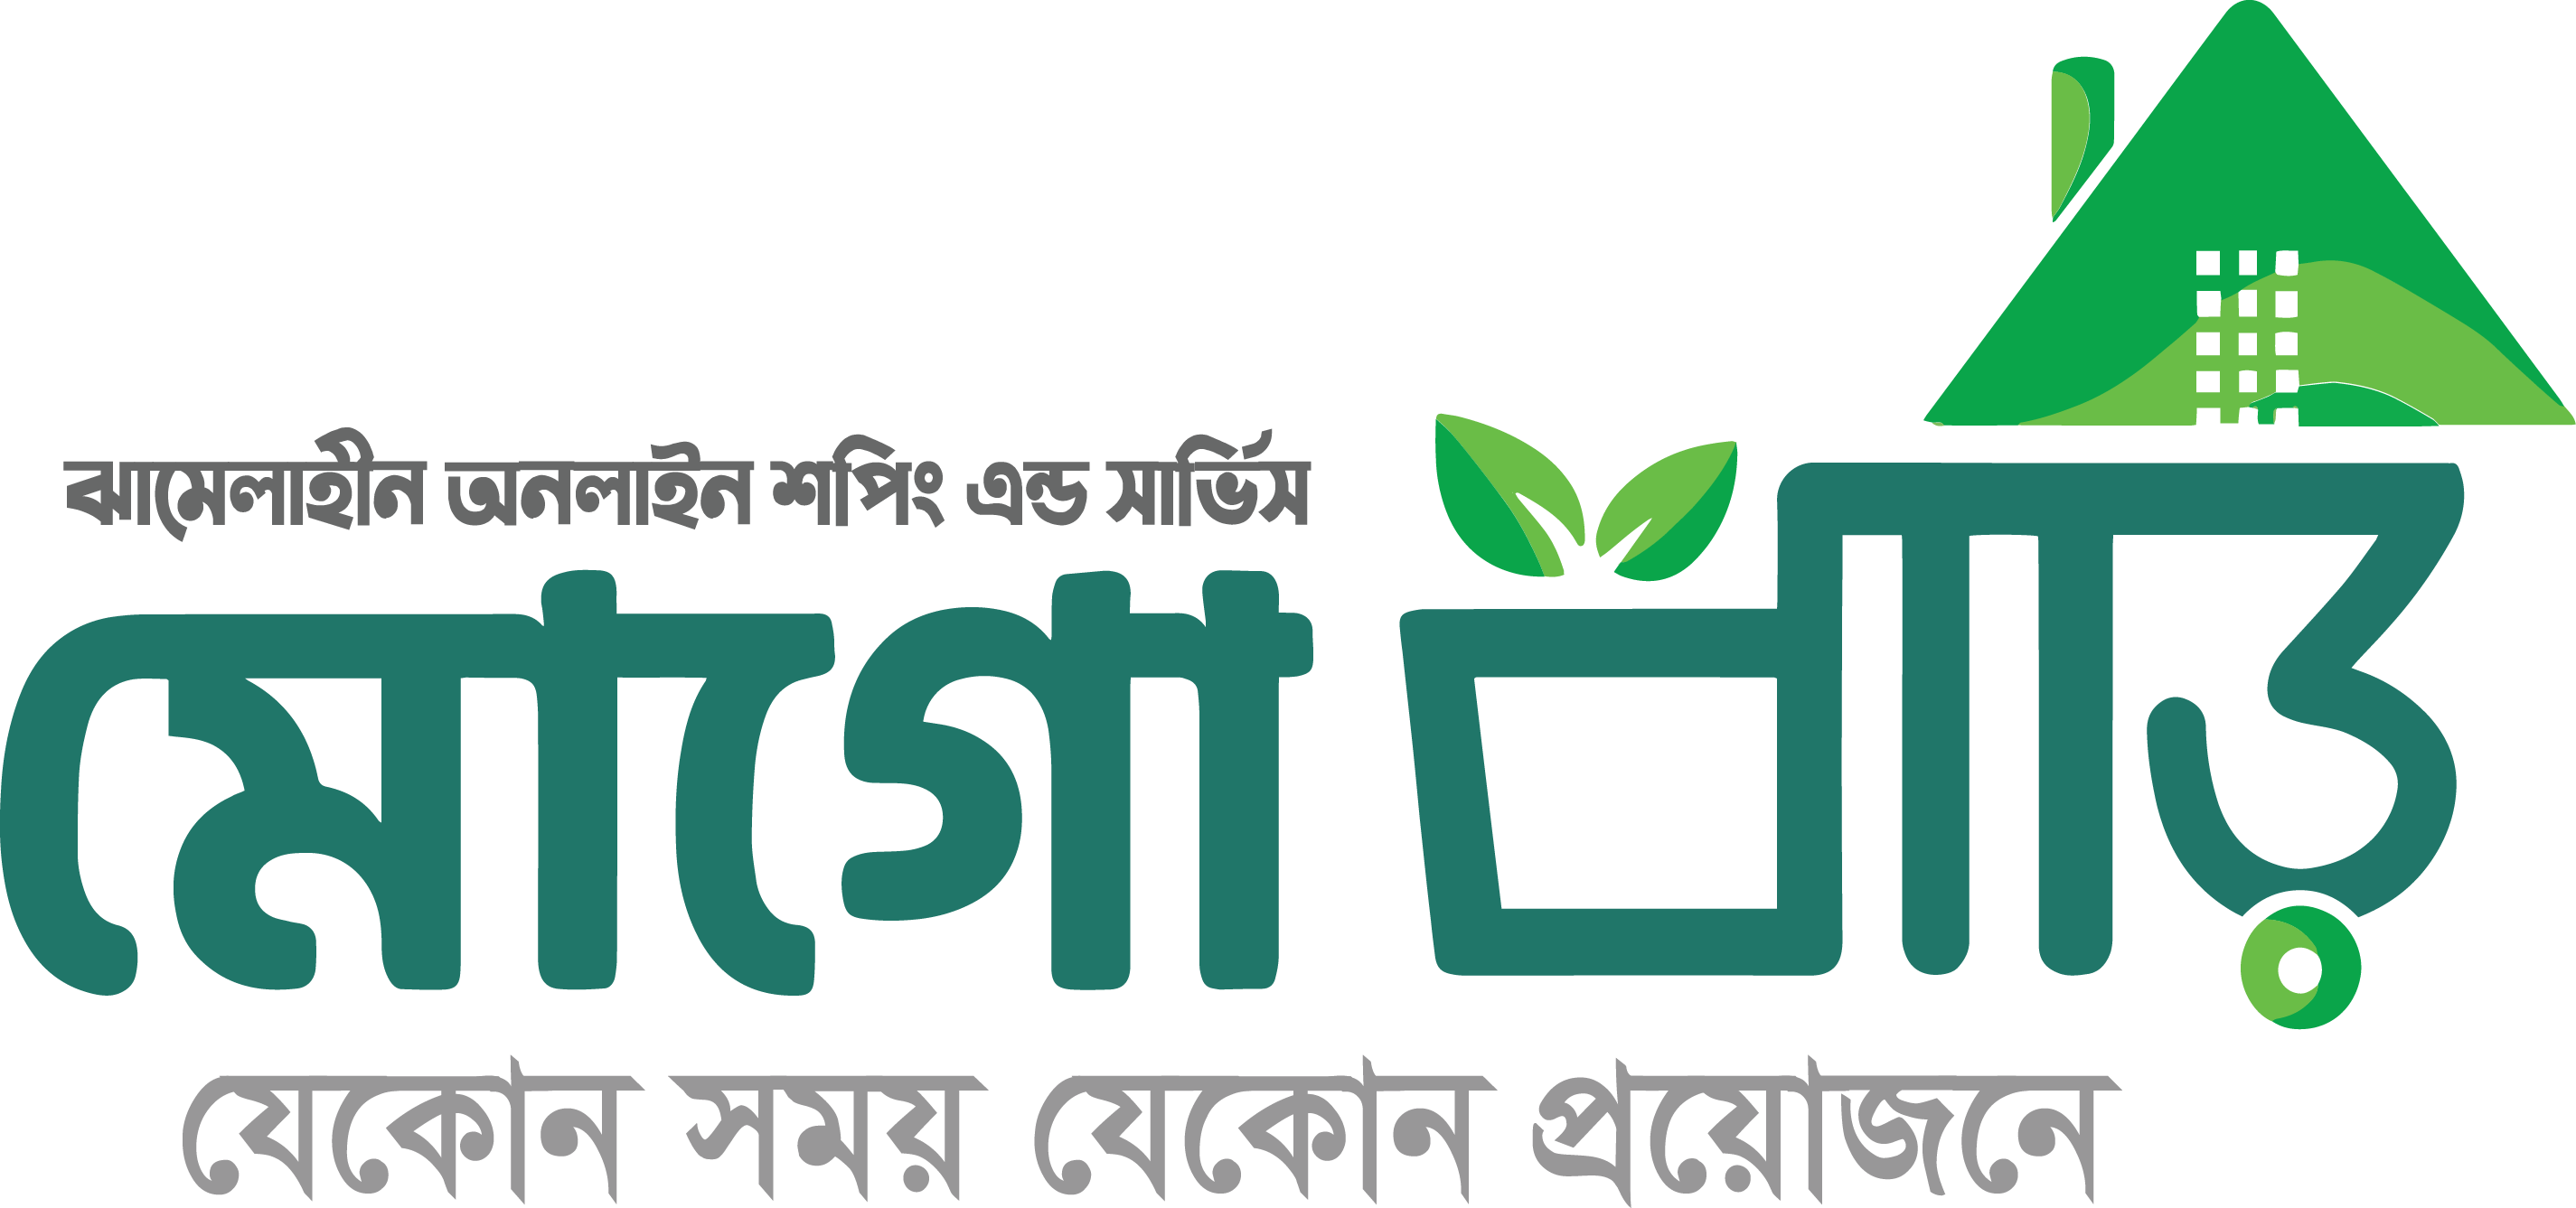 ঝামেলাহীন অনলাইন শপিং এন্ড সার্ভিস
মোগো বাড়ি
যেকোন সময় যেকোন প্রয়োজনে